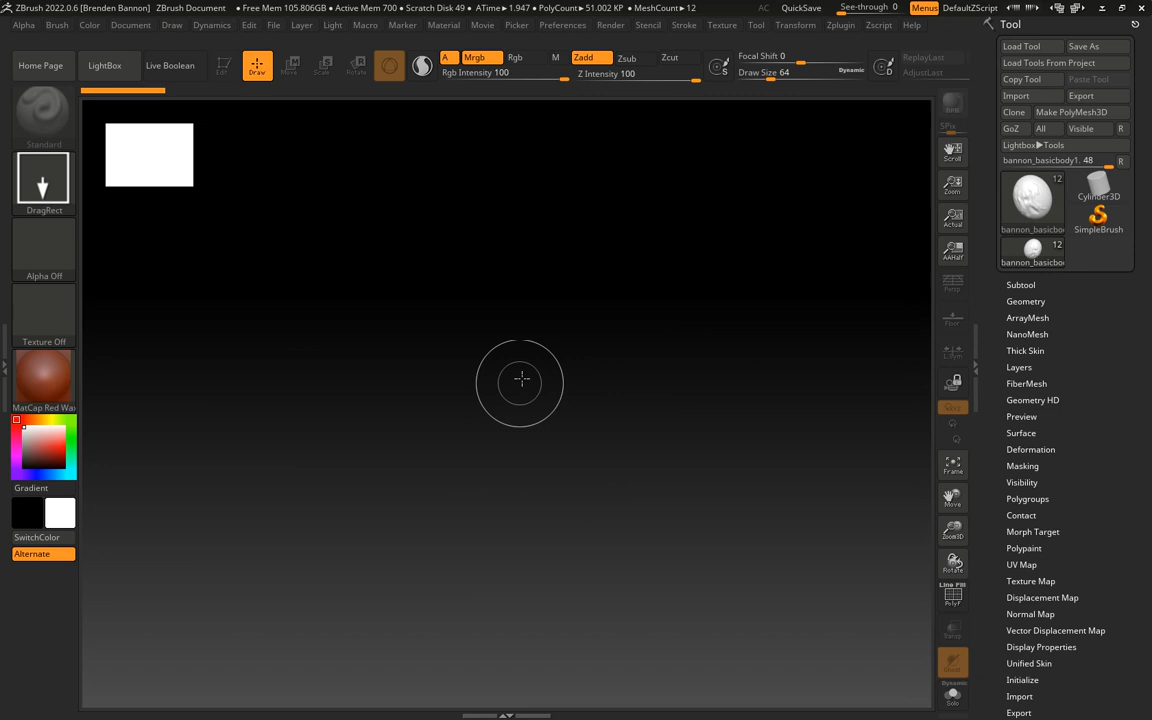 ZBrush 2022.0.6 [Brenden Bannon] ZBrush Document • Free Mem 105.806GB • Active Mem 700 • Scratch Disk 49 • ATime▸1.947 • PolyCount▸51.002 KP • MeshCount▸12 AC QuickSave See-through 0 Menus DefaultZScript
Alpha Brush Color Document Draw Dynamics Edit File Layer Light Macro Marker Material Movie Picker Preferences Render Stencil Stroke Texture Tool Transform Zplugin Zscript Help
Home Page LightBox Live Boolean Edit Draw Move Scale Rotate
A Mrgb Rgb M Zadd Zsub Zcut
Rgb Intensity 100 Z Intensity 100
S Focal Shift 0
Draw Size 64 Dynamic D
ReplayLast
AdjustLast
Standard
DragRect
Alpha Off
Texture Off
MatCap Red Wax
Gradient
SwitchColor
Alternate
SPix
Scroll
Zoom
Actual
AAHalf
Persp
Floor
L.Sym
Frame
Move
Zoom3D
Rotate
Line Fill
PolyF
Transp
Dynamic
Solo
Tool
Load Tool Save As
Load Tools From Project
Copy Tool Paste Tool
Import Export
Clone Make PolyMesh3D
GoZ All Visible R
Lightbox▶Tools
bannon_basicbody1. 48 R
12
Cylinder3D
bannon_basicbo
SimpleBrush
12
bannon_basicbo
Subtool
Geometry
ArrayMesh
NanoMesh
Thick Skin
Layers
FiberMesh
Geometry HD
Preview
Surface
Deformation
Masking
Visibility
Polygroups
Contact
Morph Target
Polypaint
UV Map
Texture Map
Displacement Map
Normal Map
Vector Displacement Map
Display Properties
Unified Skin
Initialize
Import
Export